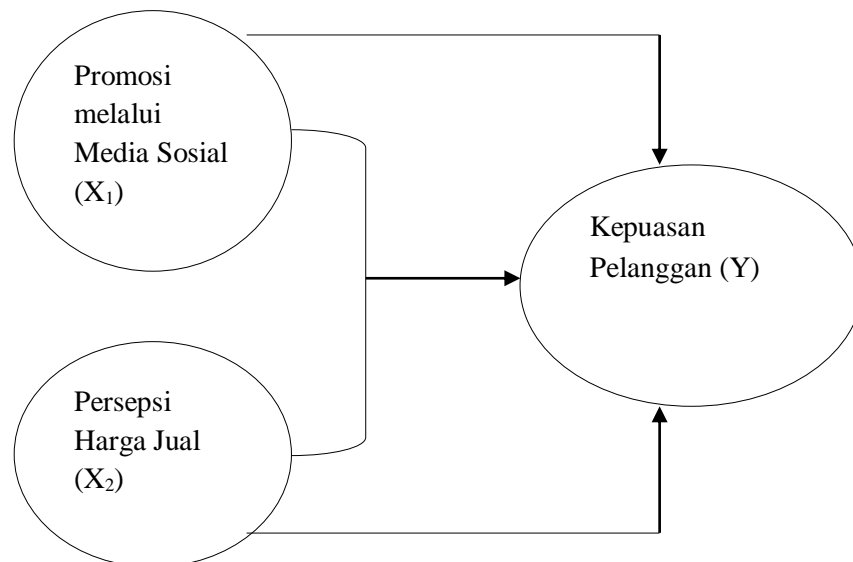 Promosi
melalui
Media Sosial
(X₁)
Kepuasan
Pelanggan (Y)
Persepsi
Harga Jual
(X₂)